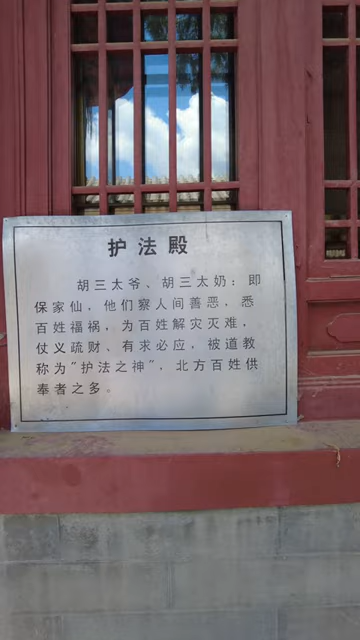 护法殿
胡三太爷、胡三太奶：即
保家仙，他们察人间善恶，悉
百姓福祸，为百姓解灾灭难，
仗义疏财、有求必应，被道教
称为“护法之神”，北方百姓供
奉者之多。